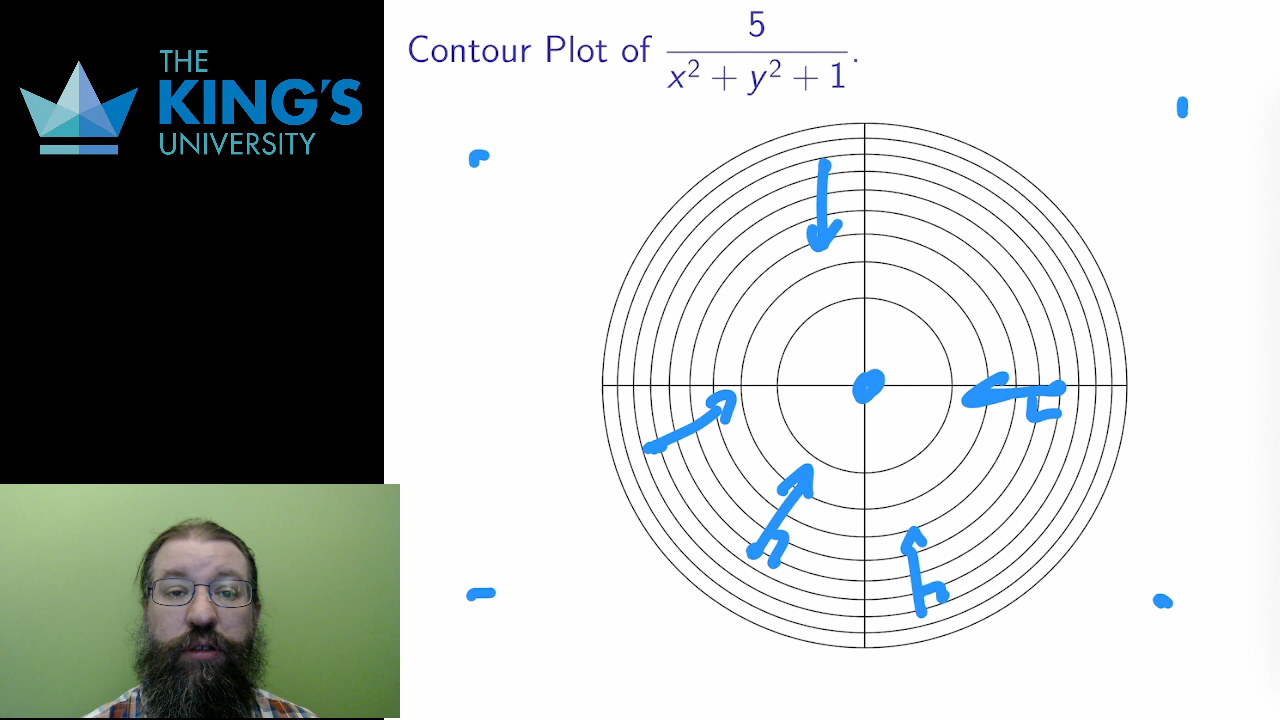 THE
KING'S
UNIVERSITY
Contour Plot of 5 / (x² + y² + 1).